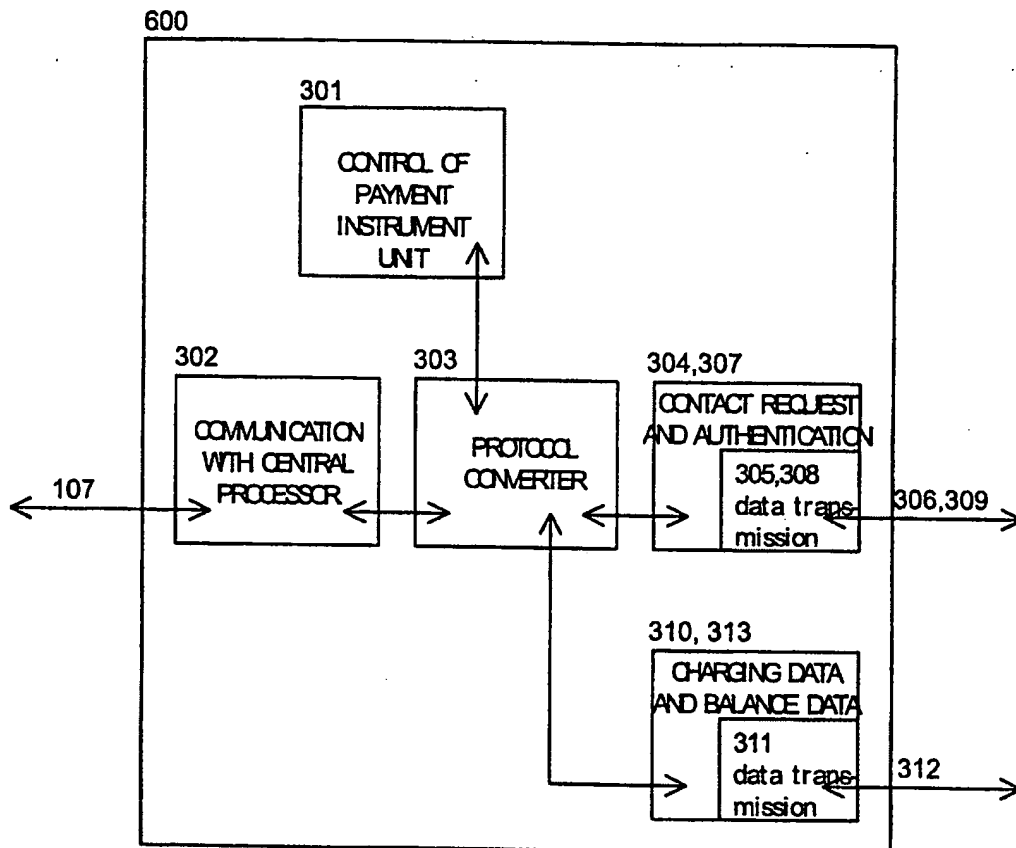 600
301
CONTROL OF
PAYMENT
INSTRUMENT
UNIT
302
303
304,307
COMMUNICATION
WITH CENTRAL
PROCESSOR
PROTOCOL
CONVERTER
CONTACT REQUEST
AND AUTHENTICATION
305,308
data trans-
mission
107
306,309
310, 313
CHARGING DATA
AND BALANCE DATA
311
data trans-
mission
312